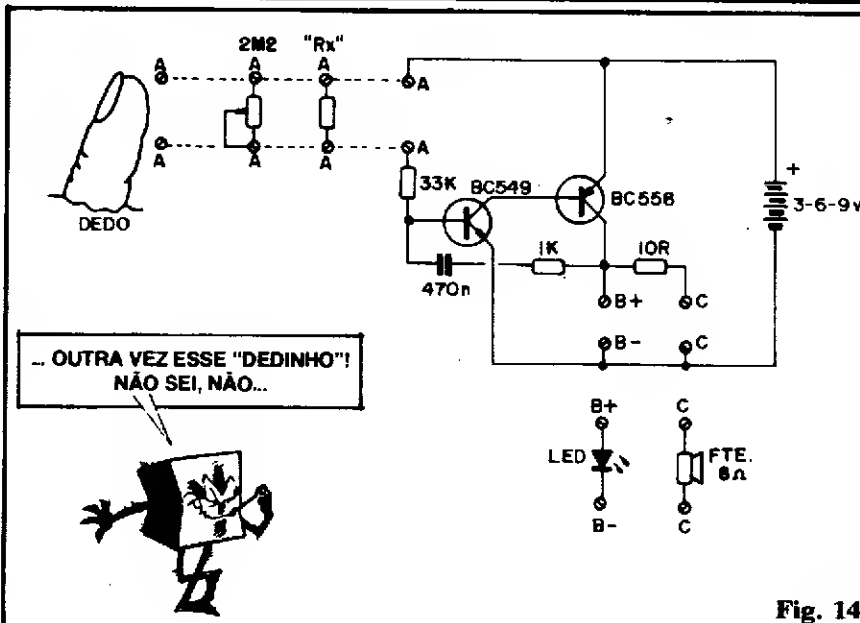 2M2 "Rx"
A A A
A
A
A A A
DEDO
33K
BC549
BC558
+
3-6-9v
470n
1K
10R
B+ C
B- C
... OUTRA VEZ ESSE "DEDINHO"!
NÃO SEI, NÃO...
B+ C
LED
FTE.
8Ω
B- C
Fig. 14